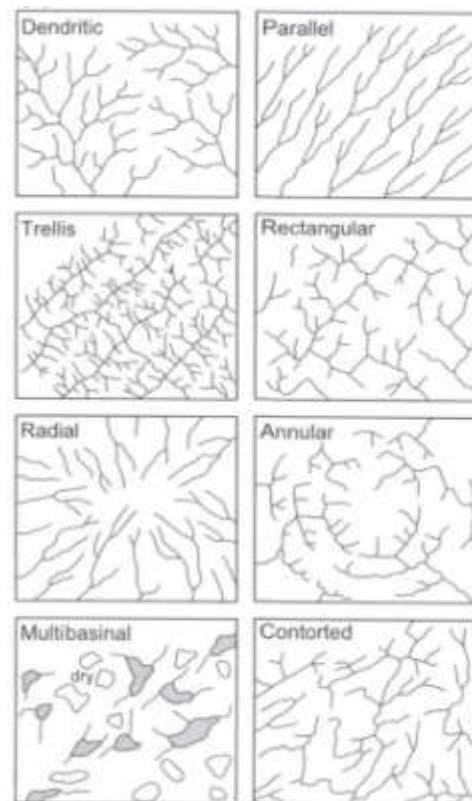 Dendritic
Parallel
Trellis
Rectangular
Radial
Annular
Multibasinal
dry
Contorted